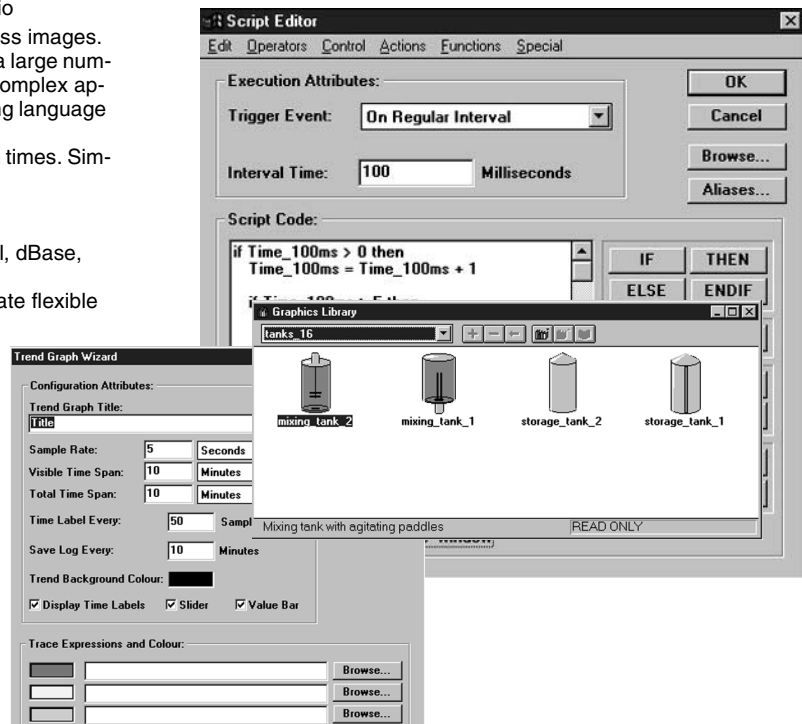 io
ss images.
a large num-
omplex ap-
ng language
times. Sim-
l, dBase,
ate flexible
Script Editor
Edit Operators Control Actions Functions Special
Execution Attributes:
Trigger Event: On Regular Interval
Interval Time: 100 Milliseconds
OK
Cancel
Browse...
Aliases...
Script Code:
if Time_100ms > 0 then
Time_100ms = Time_100ms + 1
IF THEN
ELSE ENDIF
Graphics Library
tanks_16
mixing_tank_2 mixing_tank_1 storage_tank_2 storage_tank_1
Mixing tank with agitating paddles READ ONLY
Trend Graph Wizard
Configuration Attributes:
Trend Graph Title:
Title
Sample Rate: 5 Seconds
Visible Time Span: 10 Minutes
Total Time Span: 10 Minutes
Time Label Every: 50 Sampl
Save Log Every: 10 Minutes
Trend Background Colour:
Display Time Labels Slider Value Bar
Trace Expressions and Colour:
Browse...
Browse...
Browse...